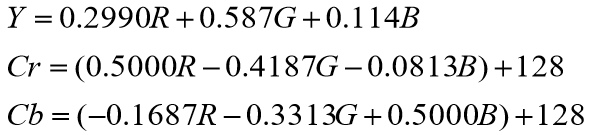 Y = 0.2990R + 0.587G + 0.114B
Cr = (0.5000R − 0.4187G − 0.0813B) + 128
Cb = (−0.1687R − 0.3313G + 0.5000B) + 128